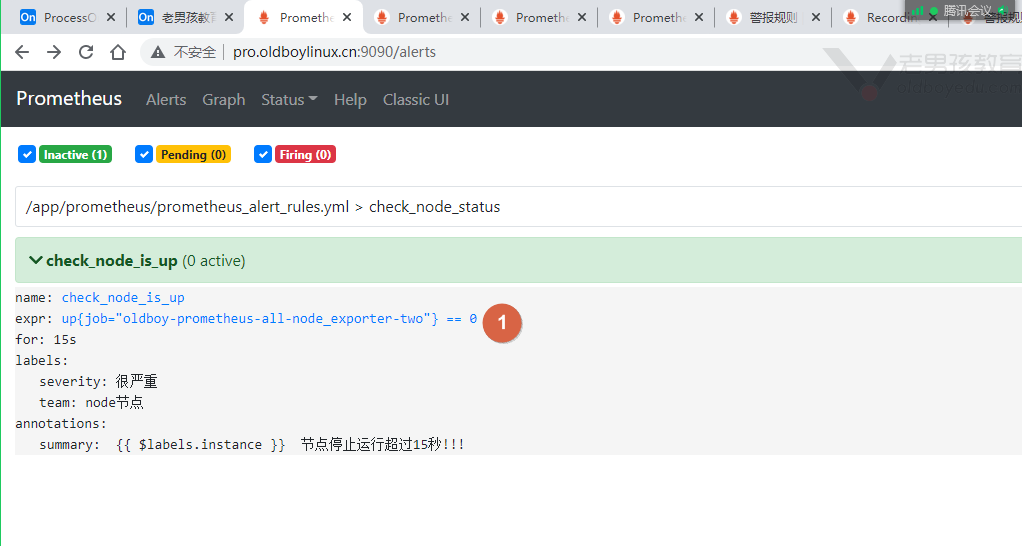 ProcessO
老男孩教育
Promethe
Promethe
Promethe
Promethe
警报规则
Recordin
腾讯会议
警报规则
不安全 | pro.oldboylinux.cn:9090/alerts
老男孩教育
Prometheus Alerts Graph Status Help Classic UI
Inactive (1) Pending (0) Firing (0)
/app/prometheus/prometheus_alert_rules.yml > check_node_status
check_node_is_up (0 active)
name: check_node_is_up
expr: up{job="oldboy-prometheus-all-node_exporter-two"} == 0
1
for: 15s
labels:
severity: 很严重
team: node节点
annotations:
summary: {{ $labels.instance }} 节点停止运行超过15秒!!!